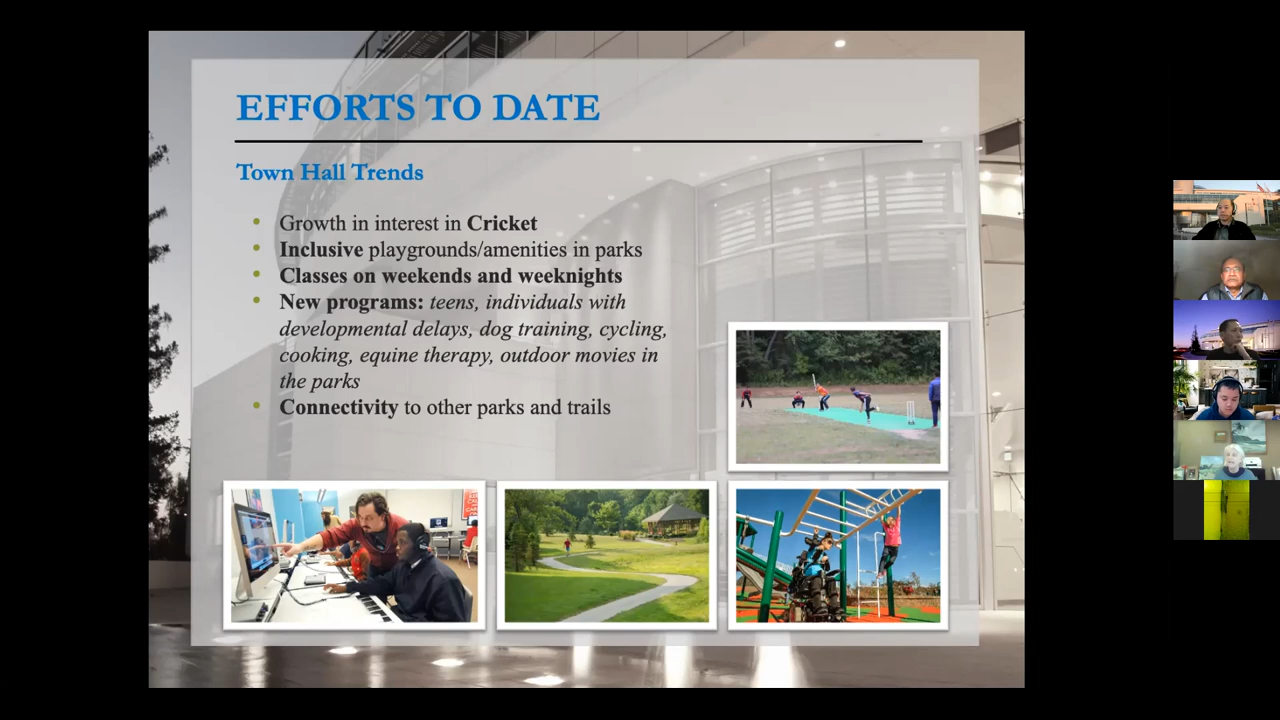 EFFORTS TO DATE
Town Hall Trends
• Growth in interest in Cricket
• Inclusive playgrounds/amenities in parks
• Classes on weekends and weeknights
• New programs: teens, individuals with
developmental delays, dog training, cycling,
cooking, equine therapy, outdoor movies in
the parks
• Connectivity to other parks and trails